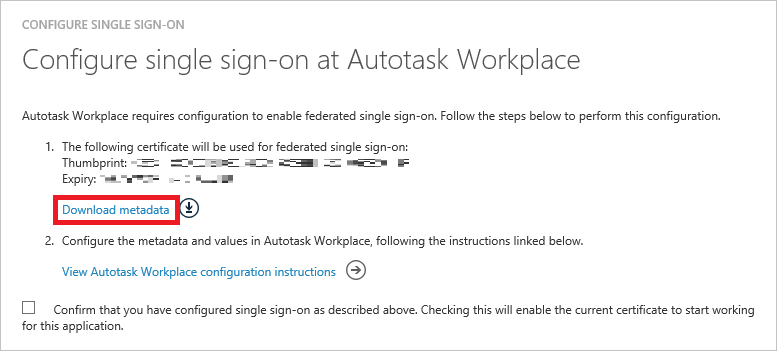 CONFIGURE SINGLE SIGN-ON
Configure single sign-on at Autotask Workplace
Autotask Workplace requires configuration to enable federated single sign-on. Follow the steps below to perform this configuration.
1. The following certificate will be used for federated single sign-on:
Thumbprint:
Expiry:
Download metadata
2. Configure the metadata and values in Autotask Workplace, following the instructions linked below.
View Autotask Workplace configuration instructions
Confirm that you have configured single sign-on as described above. Checking this will enable the current certificate to start working
for this application.